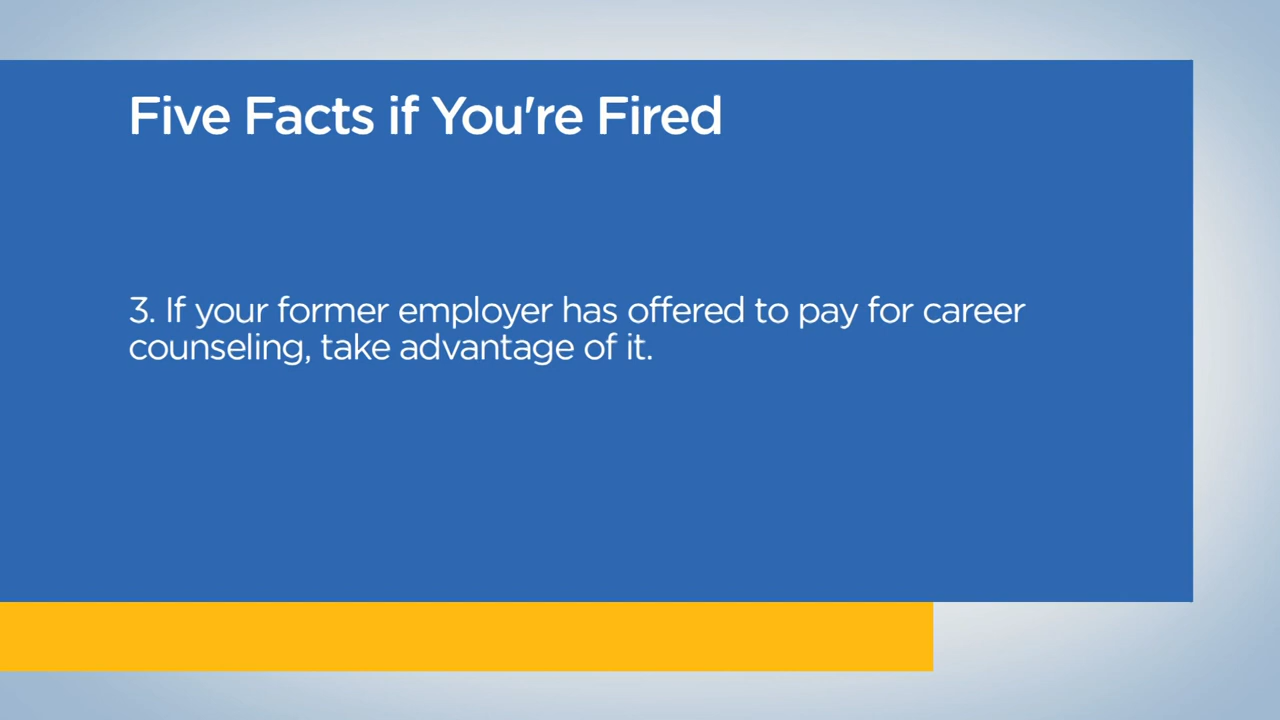 Five Facts if You're Fired
3. If your former employer has offered to pay for career
counseling, take advantage of it.